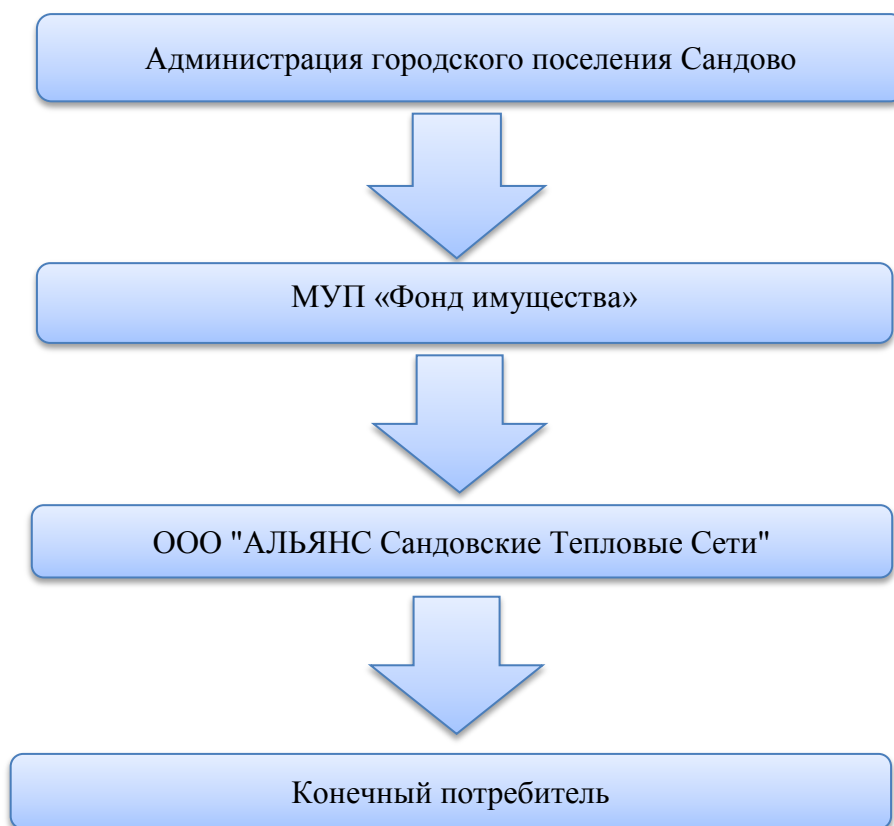 Администрация городского поселения Сандово
МУП «Фонд имущества»
ООО "АЛЬЯНС Сандовские Тепловые Сети"
Конечный потребитель